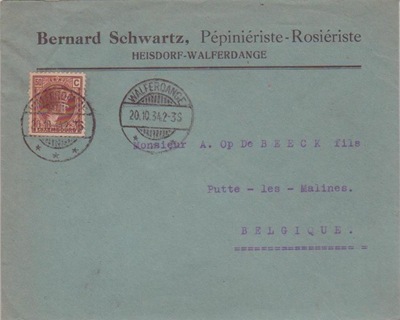 Bernard Schwartz, Pépiniériste-Rosiériste
HEISDORF-WALFERDANGE
WALFERDANGE
20.10.34.2-3S
Monsieur A. Op De BEECK fils
Putte - les - Malines.
BELGIQUE.